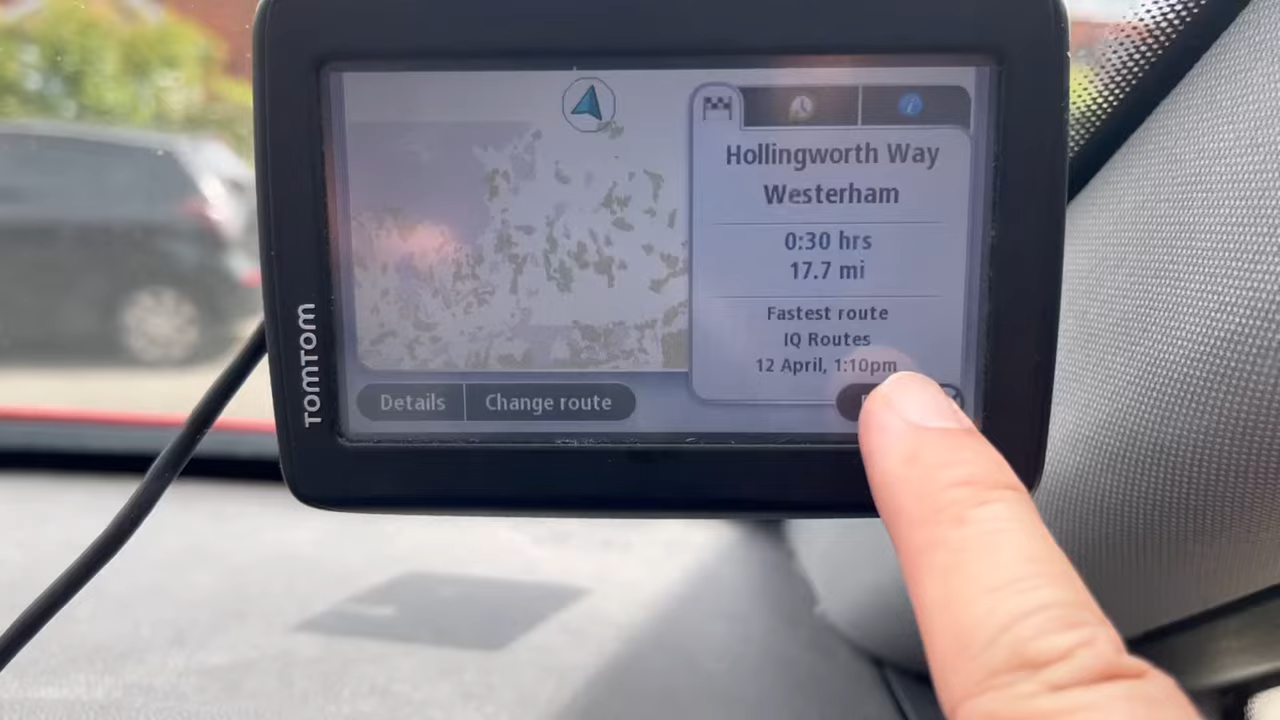 Hollingworth Way
Westerham
0:30 hrs
17.7 mi
Fastest route
IQ Routes
12 April, 1:10pm
Details
Change route
TOMTOM